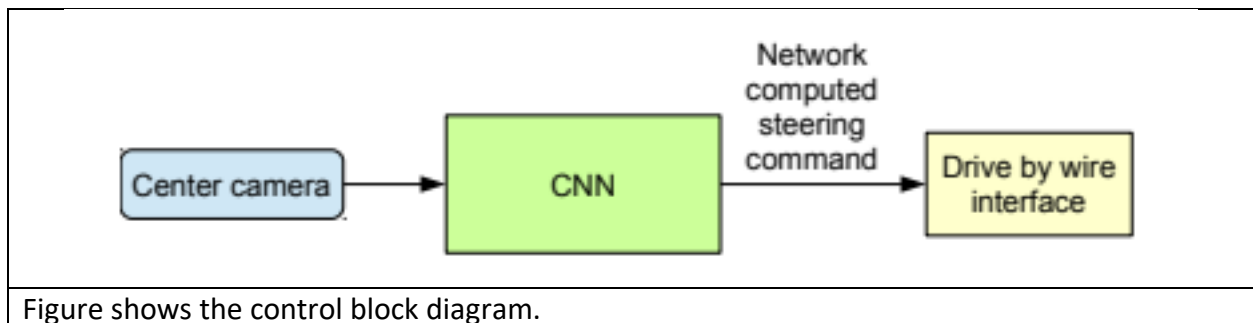 Center camera
CNN
Network
computed
steering
command
Drive by wire
interface
Figure shows the control block diagram.